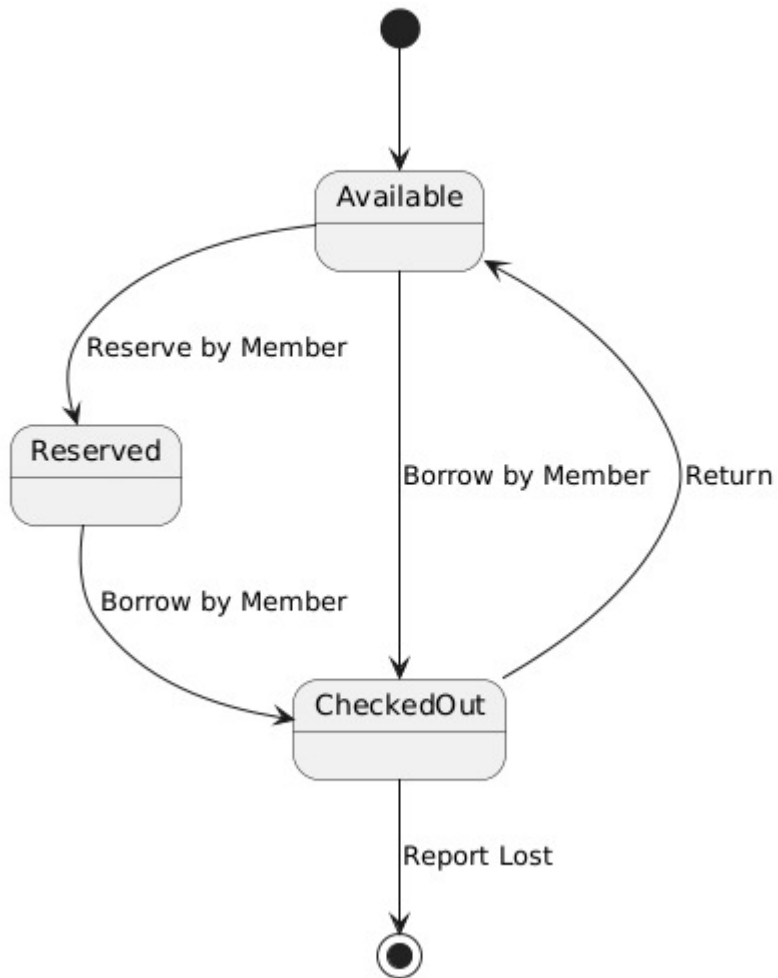 Available
Reserve by Member
Reserved
Borrow by Member
Return
Borrow by Member
CheckedOut
Report Lost